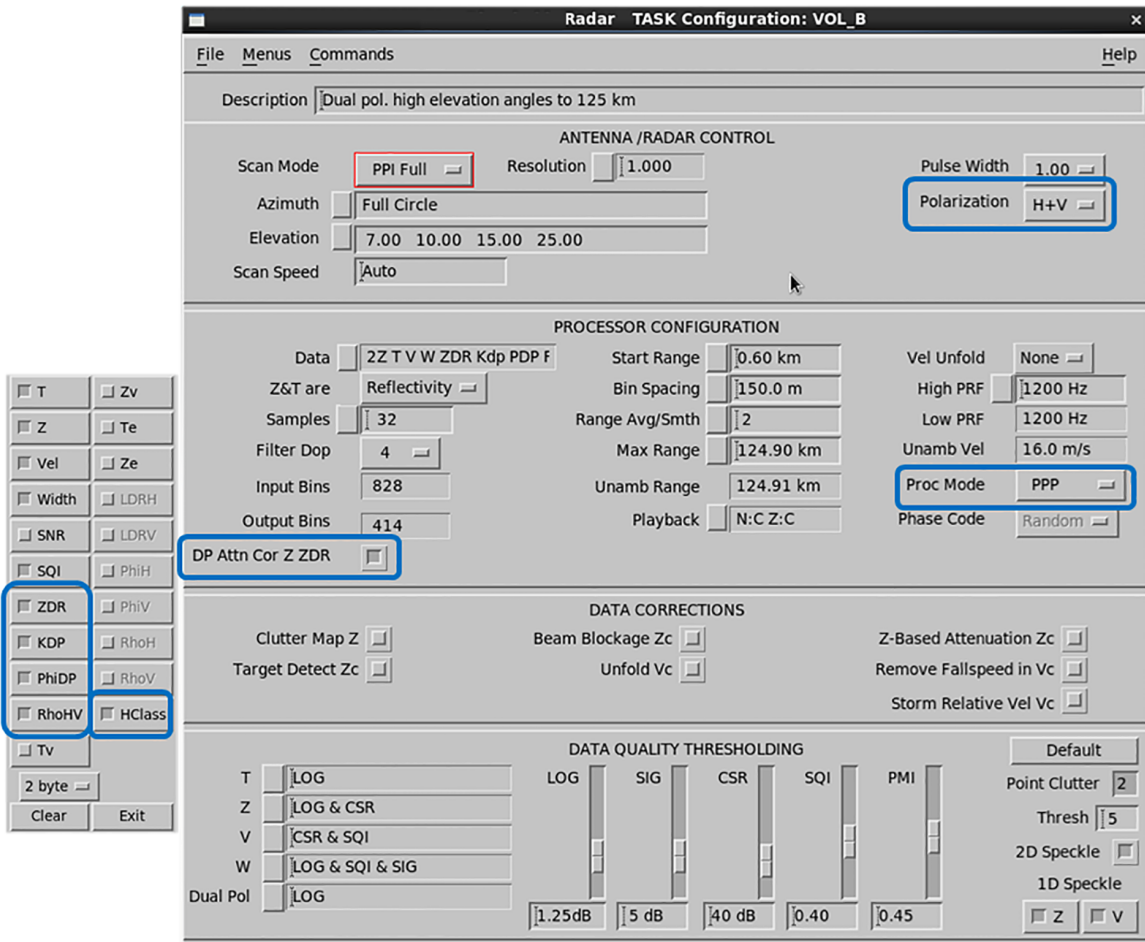 Radar TASK Configuration: VOL_B
File Menus Commands Help
Description Dual pol. high elevation angles to 125 km
ANTENNA /RADAR CONTROL
Scan Mode PPI Full Resolution 1.000 Pulse Width 1.00
Azimuth Full Circle Polarization H+V
Elevation 7.00 10.00 15.00 25.00
Scan Speed Auto
PROCESSOR CONFIGURATION
Data 2Z T V W ZDR Kdp PDP F Start Range 0.60 km Vel Unfold None
Z&T are Reflectivity Bin Spacing 150.0 m High PRF 1200 Hz
Samples 32 Range Avg/Smth 2 Low PRF 1200 Hz
Filter Dop 4 Max Range 124.90 km Unamb Vel 16.0 m/s
Input Bins 828 Unamb Range 124.91 km Proc Mode PPP
Output Bins 414 Playback N:C Z:C Phase Code Random
DP Attn Cor Z ZDR
DATA CORRECTIONS
Clutter Map Z Beam Blockage Zc Z-Based Attenuation Zc
Target Detect Zc Unfold Vc Remove Fallspeed in Vc
Storm Relative Vel Vc
DATA QUALITY THRESHOLDING Default
T LOG LOG SIG CSR SQI PMI Point Clutter 2
Z LOG & CSR Thresh 5
V CSR & SQI 2D Speckle
W LOG & SQI & SIG 1D Speckle
Dual Pol LOG 1.25dB 5 dB 40 dB 0.40 0.45 Z V
T Zv
Z Te
Vel Ze
Width LDRH
SNR LDRV
SQI PhiH
ZDR PhiV
KDP RhoH
PhiDP RhoV
RhoHV HClass
Tv
2 byte
Clear Exit